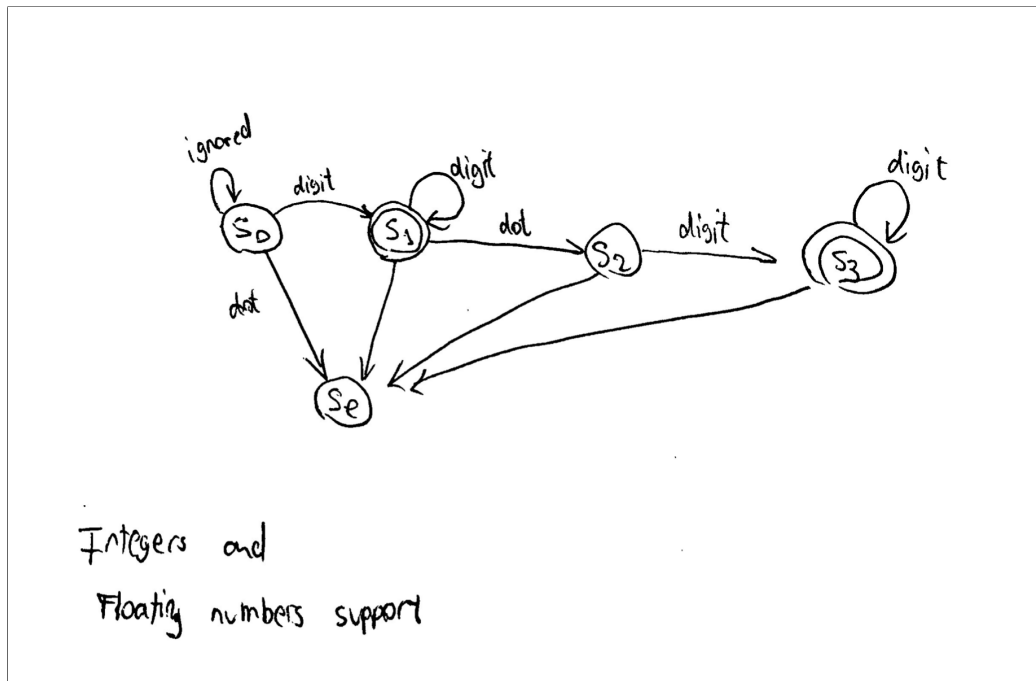 ignored
digit
digit
digit
S0
S1
dot
S2
digit
S3
dot
Se
Integers and
Floating numbers support